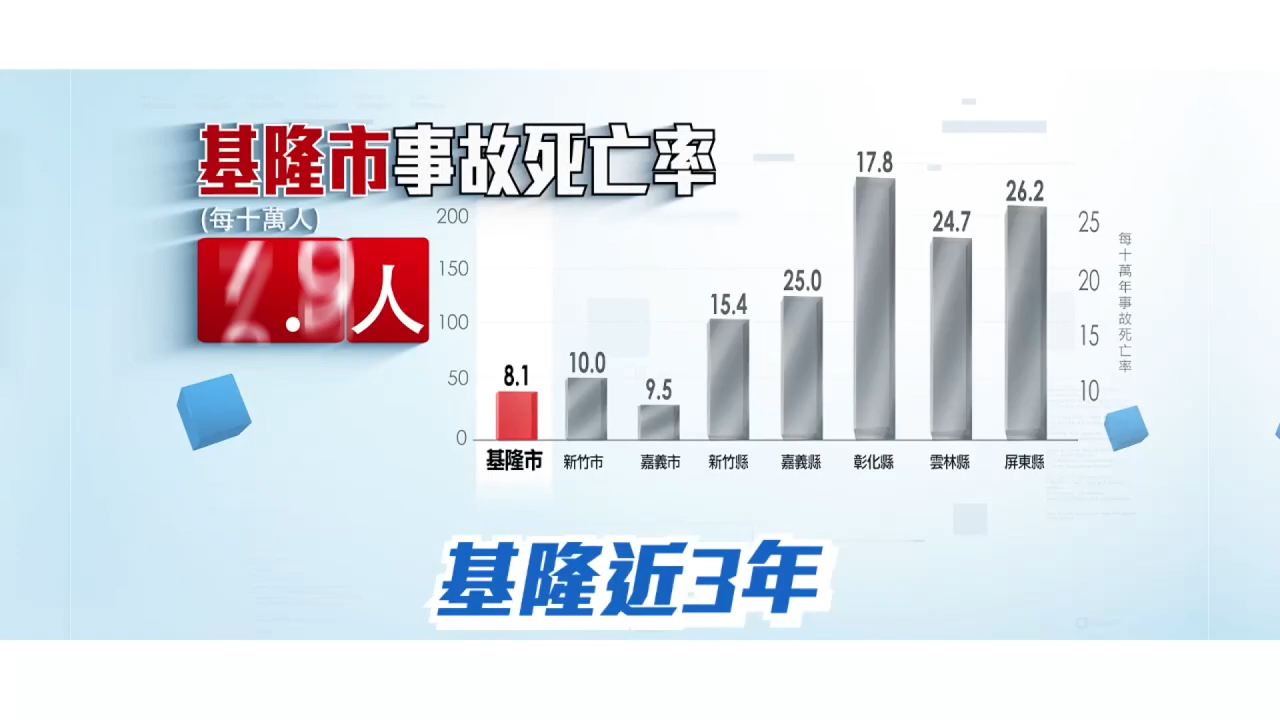 基隆市事故死亡率
(每十萬人)
人
200
150
100
50
0
8.1
10.0
9.5
15.4
25.0
17.8
24.7
26.2
基隆市
新竹市
嘉義市
新竹縣
嘉義縣
彰化縣
雲林縣
屏東縣
25
20
15
10
每十萬年事故死亡率
基隆近3年